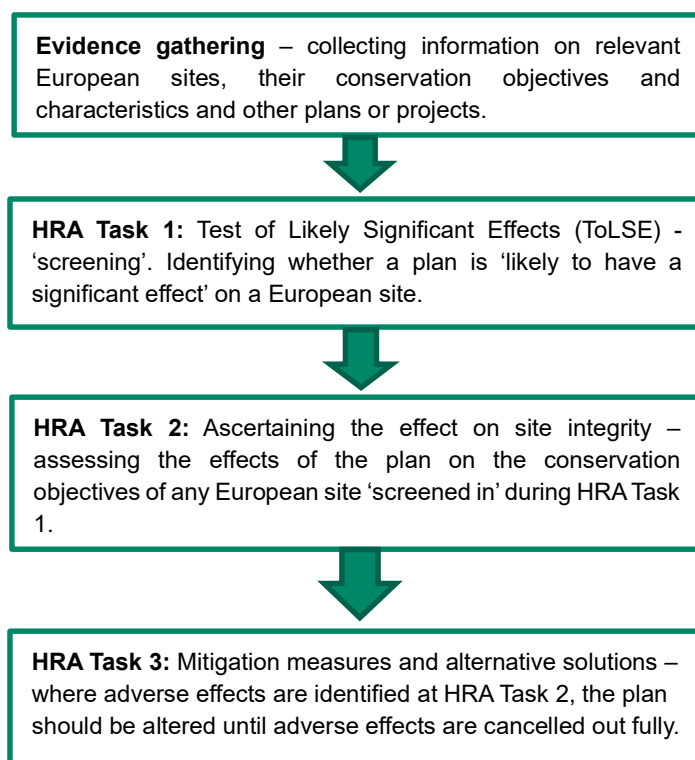 Evidence gathering – collecting information on relevant
European sites, their conservation objectives and
characteristics and other plans or projects.
HRA Task 1: Test of Likely Significant Effects (ToLSE) -
‘screening’. Identifying whether a plan is ‘likely to have a
significant effect’ on a European site.
HRA Task 2: Ascertaining the effect on site integrity –
assessing the effects of the plan on the conservation
objectives of any European site ‘screened in’ during HRA Task
1.
HRA Task 3: Mitigation measures and alternative solutions –
where adverse effects are identified at HRA Task 2, the plan
should be altered until adverse effects are cancelled out fully.